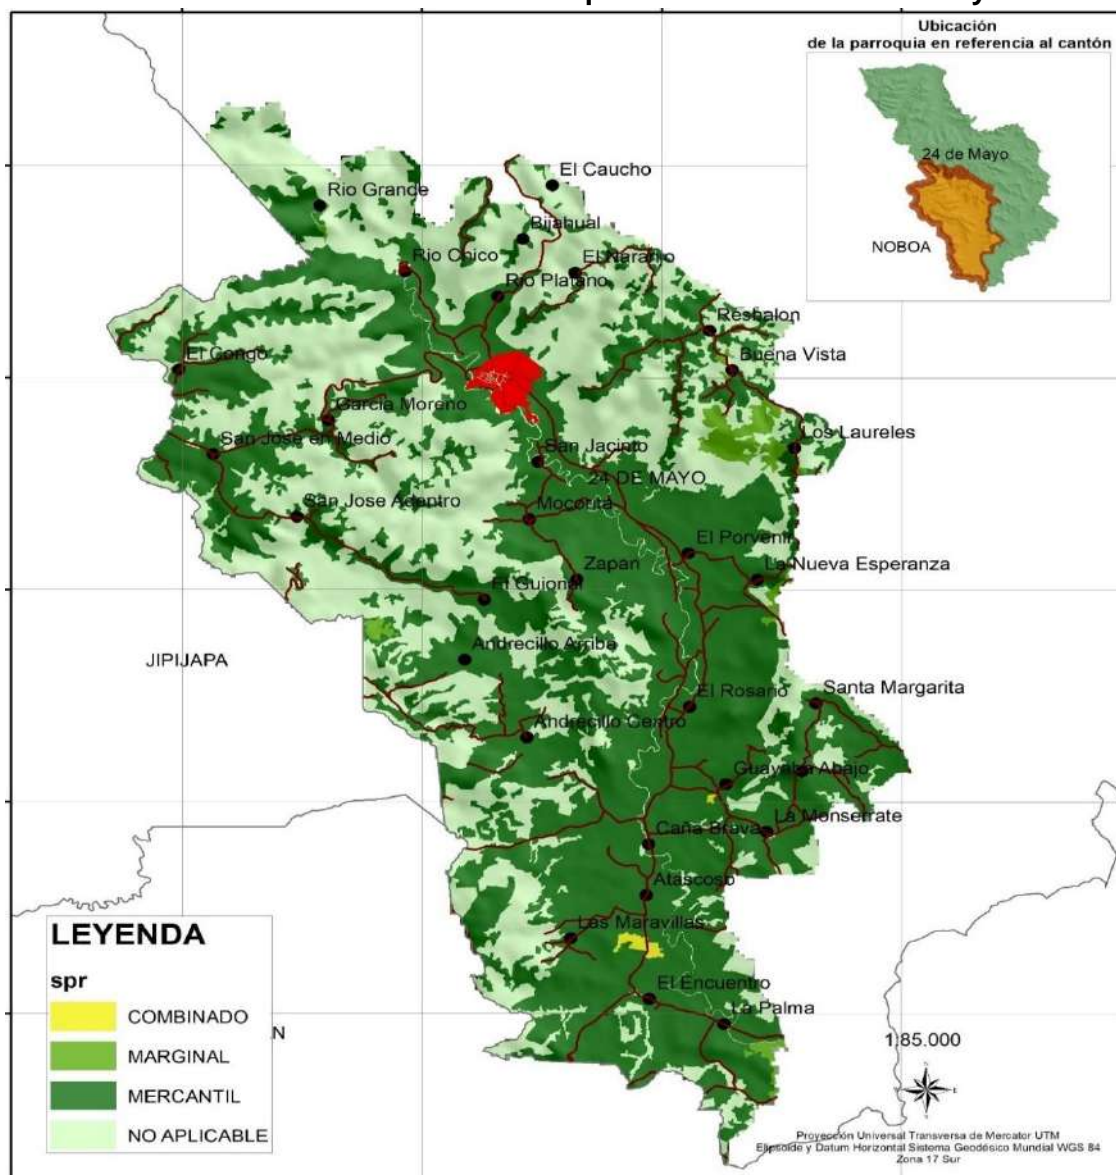 Ubicación
de la parroquia en referencia al cantón
24 de Mayo
NOBOA
El Caucho
Rio Grande
Bijahual
Rio Chico
El Naranjo
Rio Platano
Resbalon
El Congo
Buena Vista
Garcia Moreno
Los Laureles
San Jose en Medio
San Jacinto
24 DE MAYO
San Jose Adentro
Mocorita
El Porvenir
Zapan
La Nueva Esperanza
El Guional
Andrecillo Arriba
JIPIJAPA
El Rosario
Santa Margarita
Andrecillo Centro
Guayaba Abajo
Caña Brava
La Monserrate
Atascoso
Las Maravillas
El Encuentro
La Palma
LEYENDA
spr
COMBINADO
MARGINAL
MERCANTIL
NO APLICABLE
AN
1:85.000
Proyección Universal Transversa de Mercator UTM
Elipsoide y Datum Horizontal Sistema Geodésico Mundial WGS 84
Zona 17 Sur